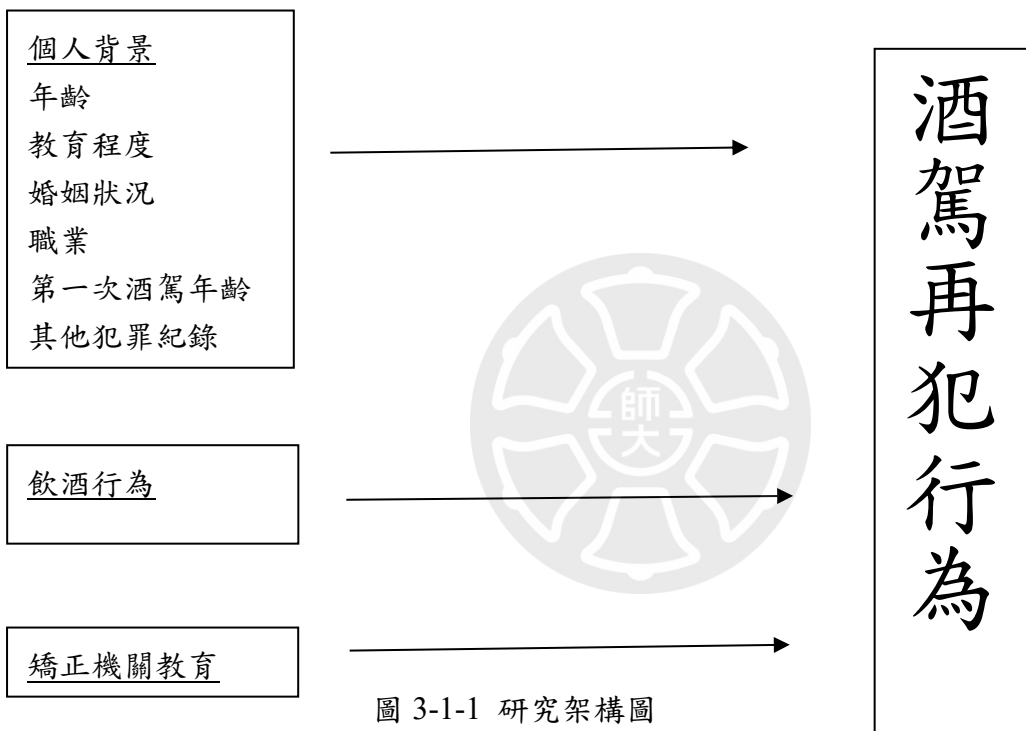 個人背景
年齡
教育程度
婚姻狀況
職業
第一次酒駕年齡
其他犯罪紀錄
飲酒行為
矯正機關教育
酒駕再犯行為
師大
圖 3-1-1 研究架構圖